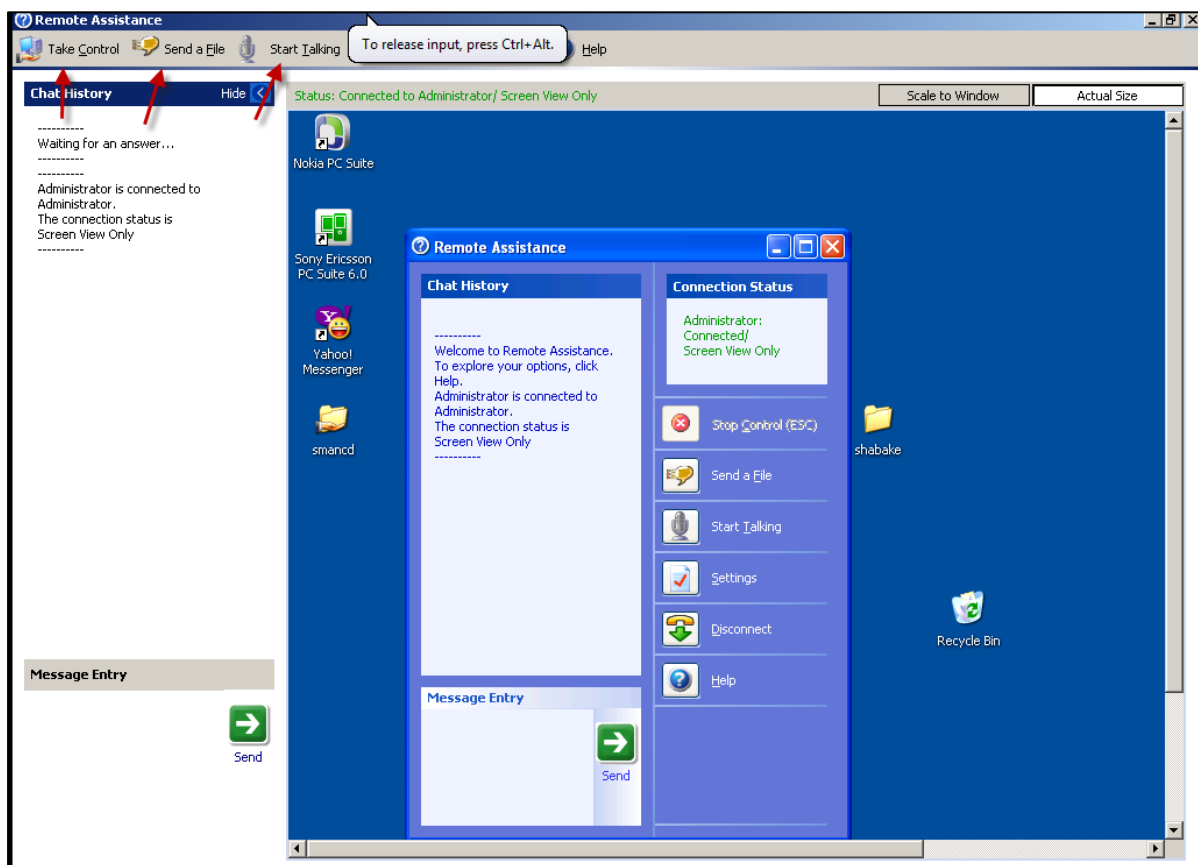 Remote Assistance
Take Control
Send a File
Start Talking
To release input, press Ctrl+Alt.
Help
Chat History
Hide
Status: Connected to Administrator/ Screen View Only
Scale to Window
Actual Size
----------
Waiting for an answer...
----------
----------
Administrator is connected to
Administrator.
The connection status is
Screen View Only
----------
Message Entry
Send
Nokia PC Suite
Sony Ericsson
PC Suite 6.0
Yahoo!
Messenger
smancd
Remote Assistance
Chat History
----------
Welcome to Remote Assistance.
To explore your options, click
Help.
Administrator is connected to
Administrator.
The connection status is
Screen View Only
----------
Message Entry
Send
Connection Status
Administrator:
Connected/
Screen View Only
Stop Control (ESC)
Send a File
Start Talking
Settings
Disconnect
Help
shabake
Recycle Bin